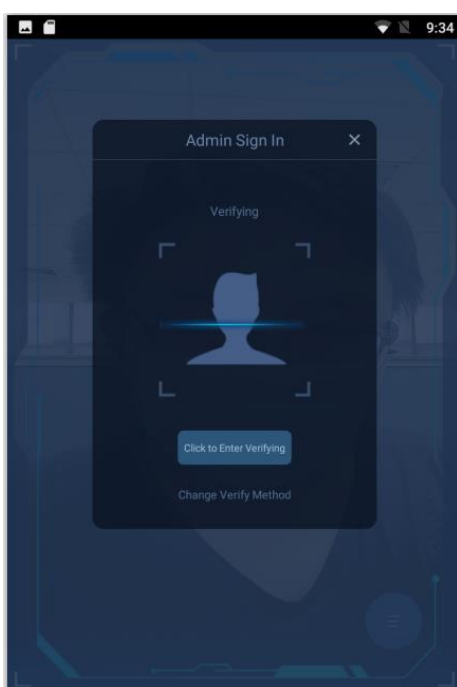 9:34
Admin Sign In
Verifying
Click to Enter Verifying
Change Verify Method